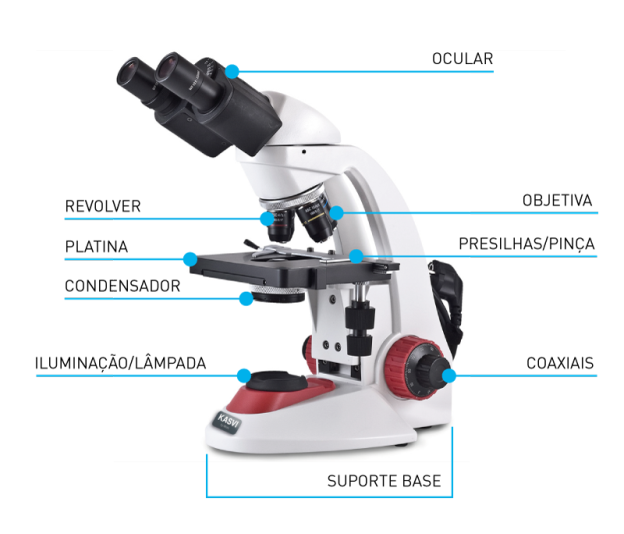 OCULAR
REVOLVER
OBJETIVA
PLATINA
PRESILHAS/PINÇA
CONDENSADOR
ILUMINAÇÃO/LÂMPADA
COAXIAIS
KASVI
SUPORTE BASE